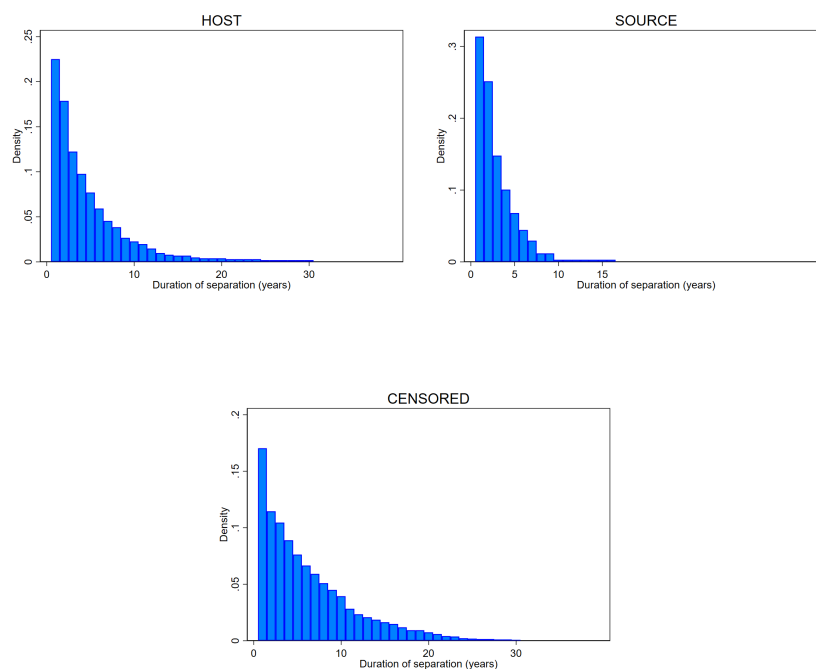 HOST
Density
0 .05 .1 .15 .2 .25
0 10 20 30
Duration of separation (years)
SOURCE
Density
0 .1 .2 .3
0 5 10 15
Duration of separation (years)
CENSORED
Density
0 .05 .1 .15 .2
0 10 20 30
Duration of separation (years)